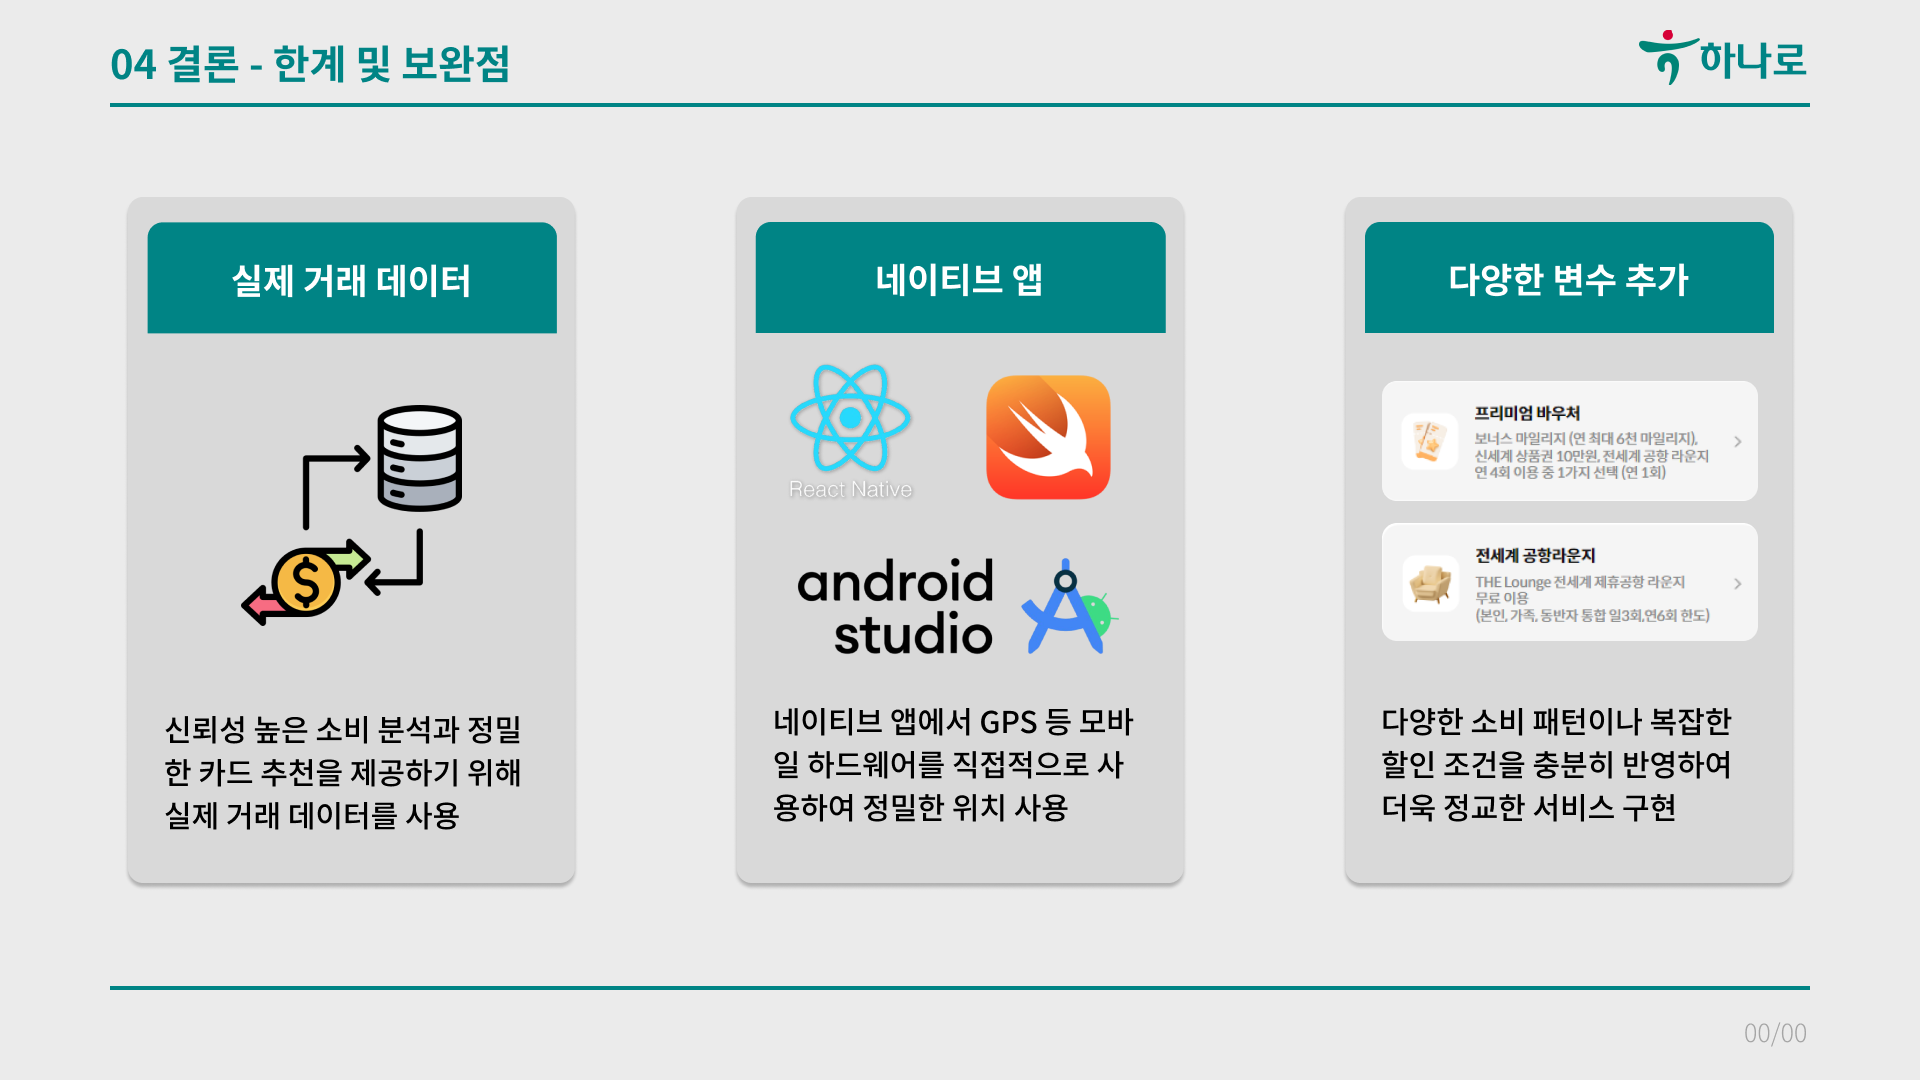 04 결론 - 한계 및 보완점
하나로
실제 거래 데이터
신뢰성 높은 소비 분석과 정밀
한 카드 추천을 제공하기 위해
실제 거래 데이터를 사용
네이티브 앱
React Native
android
studio
네이티브 앱에서 GPS 등 모바
일 하드웨어를 직접적으로 사
용하여 정밀한 위치 사용
다양한 변수 추가
프리미엄 바우처
보너스 마일리지 (연 최대 6천 마일리지),
신세계 상품권 10만원, 전세계 공항 라운지
연 4회 이용 중 1가지 선택 (연 1회)
전세계 공항라운지
THE Lounge 전세계 제휴공항 라운지
무료 이용
(본인, 가족, 동반자 통합 일3회,연6회 한도)
다양한 소비 패턴이나 복잡한
할인 조건을 충분히 반영하여
더욱 정교한 서비스 구현
00/00